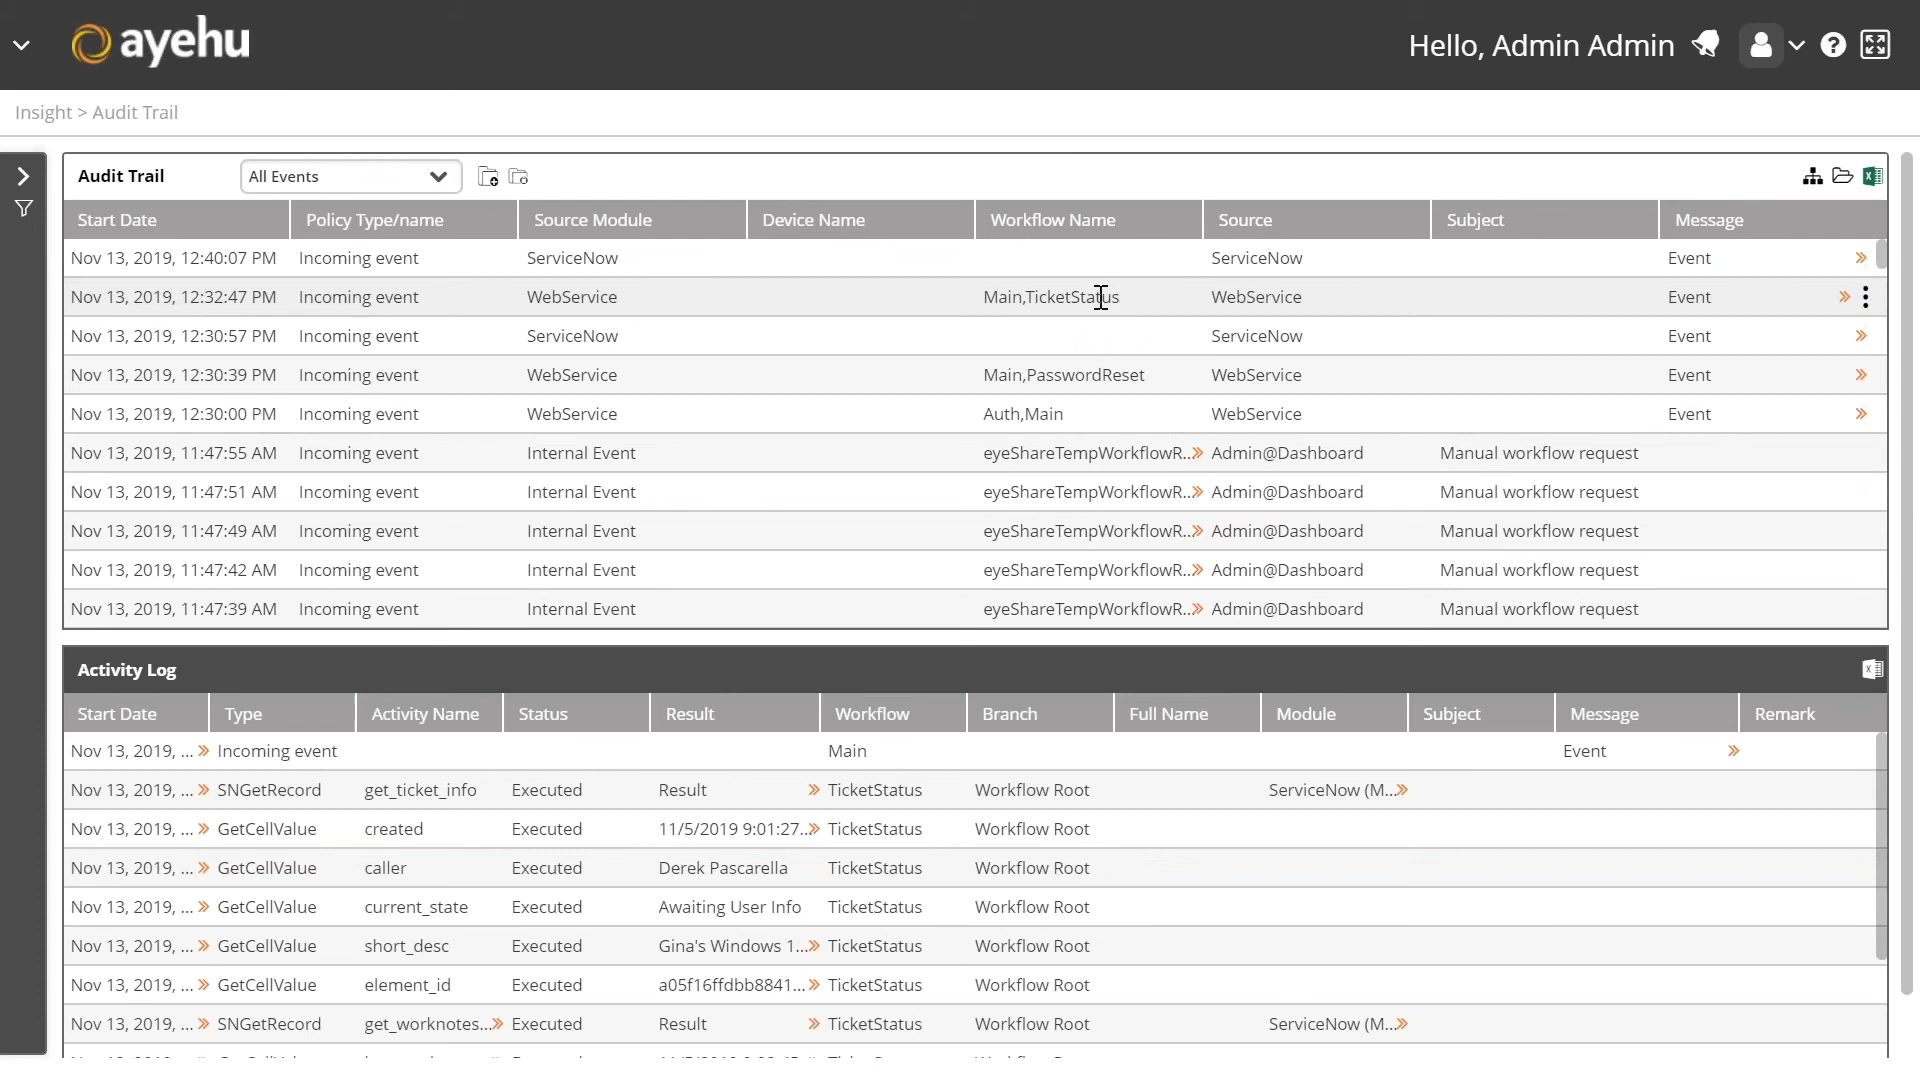 ayehu
Hello, Admin Admin
Insight > Audit Trail
Audit Trail All Events
Start Date Policy Type/name Source Module Device Name Workflow Name Source Subject Message
Nov 13, 2019, 12:40:07 PM Incoming event ServiceNow ServiceNow Event
Nov 13, 2019, 12:32:47 PM Incoming event WebService Main,TicketStatus WebService Event
Nov 13, 2019, 12:30:57 PM Incoming event ServiceNow ServiceNow Event
Nov 13, 2019, 12:30:39 PM Incoming event WebService Main,PasswordReset WebService Event
Nov 13, 2019, 12:30:00 PM Incoming event WebService Auth,Main WebService Event
Nov 13, 2019, 11:47:55 AM Incoming event Internal Event eyeShareTempWorkflowR... Admin@Dashboard Manual workflow request
Nov 13, 2019, 11:47:51 AM Incoming event Internal Event eyeShareTempWorkflowR... Admin@Dashboard Manual workflow request
Nov 13, 2019, 11:47:49 AM Incoming event Internal Event eyeShareTempWorkflowR... Admin@Dashboard Manual workflow request
Nov 13, 2019, 11:47:42 AM Incoming event Internal Event eyeShareTempWorkflowR... Admin@Dashboard Manual workflow request
Nov 13, 2019, 11:47:39 AM Incoming event Internal Event eyeShareTempWorkflowR... Admin@Dashboard Manual workflow request
Activity Log
Start Date Type Activity Name Status Result Workflow Branch Full Name Module Subject Message Remark
Nov 13, 2019, ... Incoming event Main Event
Nov 13, 2019, ... SNGetRecord get_ticket_info Executed Result TicketStatus Workflow Root ServiceNow (M...
Nov 13, 2019, ... GetCellValue created Executed 11/5/2019 9:01:27... TicketStatus Workflow Root
Nov 13, 2019, ... GetCellValue caller Executed Derek Pascarella TicketStatus Workflow Root
Nov 13, 2019, ... GetCellValue current_state Executed Awaiting User Info TicketStatus Workflow Root
Nov 13, 2019, ... GetCellValue short_desc Executed Gina's Windows 1... TicketStatus Workflow Root
Nov 13, 2019, ... GetCellValue element_id Executed a05f16ffdbb8841... TicketStatus Workflow Root
Nov 13, 2019, ... SNGetRecord get_worknotes... Executed Result TicketStatus Workflow Root ServiceNow (M...